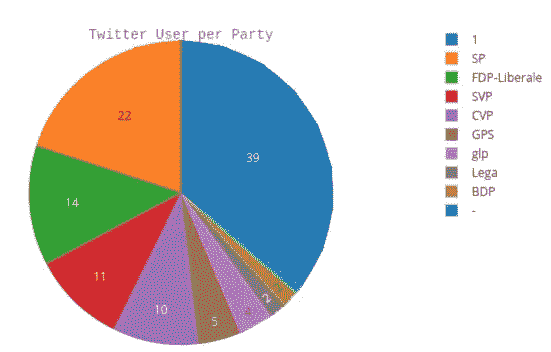 Twitter User per Party
1
SP
FDP-Liberale
SVP
CVP
GPS
glp
Lega
BDP
-
39
22
14
11
10
5
2